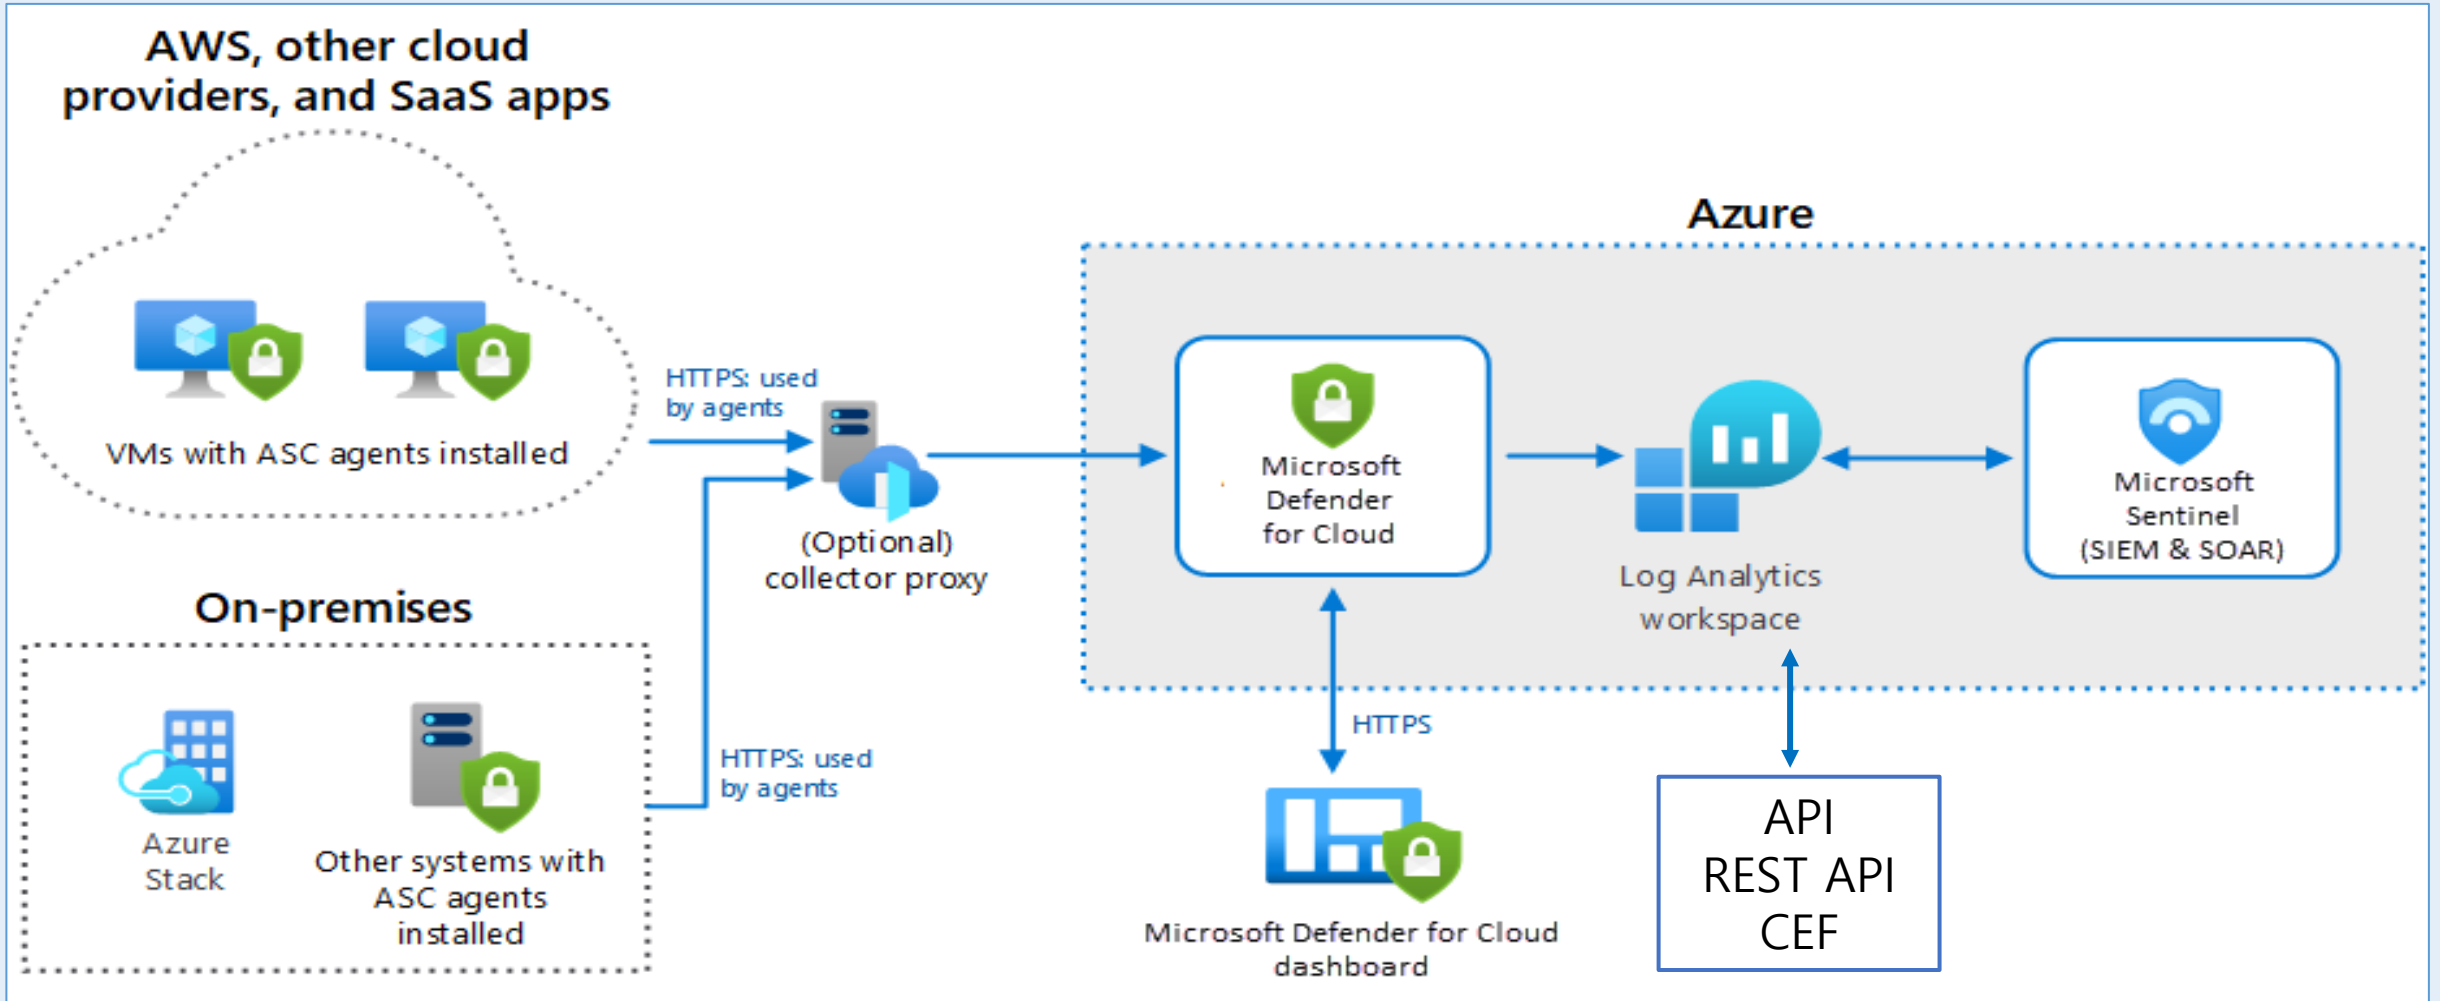 AWS, other cloud
providers, and SaaS apps
VMs with ASC agents installed
HTTPS: used
by agents
(Optional)
collector proxy
On-premises
Azure
Stack
Other systems with
ASC agents
installed
HTTPS: used
by agents
Azure
Microsoft
Defender
for Cloud
Log Analytics
workspace
Microsoft
Sentinel
(SIEM & SOAR)
HTTPS
Microsoft Defender for Cloud
dashboard
API
REST API
CEF